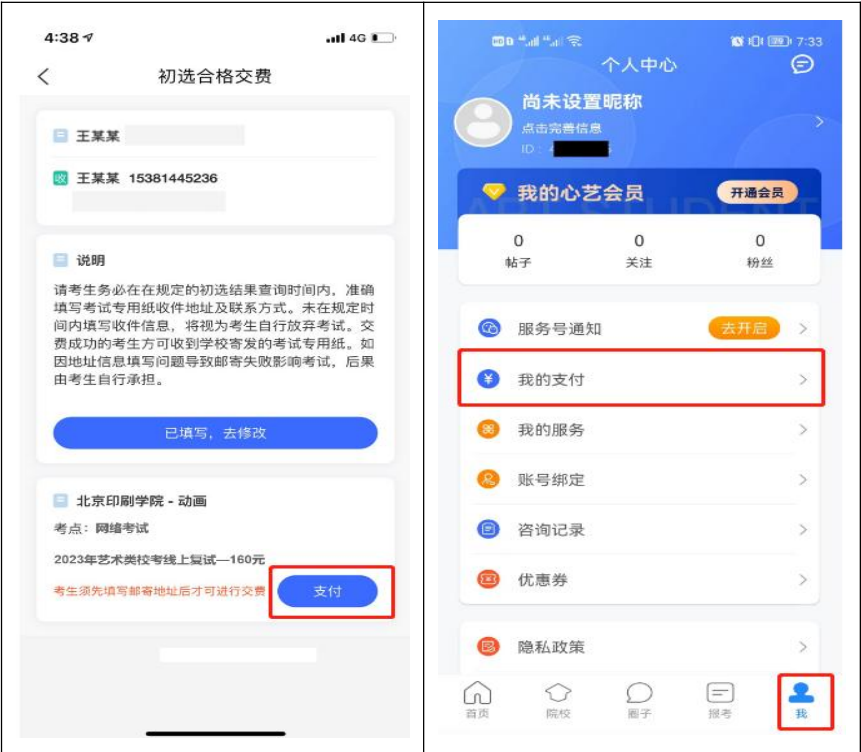 4:38
4G
初选合格交费
王某某
收 王某某 15381445236
说明
请考生务必在在规定的初选结果查询时间内，准确
填写考试专用纸收件地址及联系方式。未在规定时
间内填写收件信息，将视为考生自行放弃考试。交
费成功的考生方可收到学校寄发的考试专用纸。如
因地址信息填写问题导致邮寄失败影响考试，后果
由考生自行承担。
已填写，去修改
北京印刷学院 - 动画
考点：网络考试
2023年艺术类校考线上复试—160元
考生须先填写邮寄地址后才可进行交费
支付
7:33
个人中心
尚未设置昵称
点击完善信息
ID：4
我的心艺会员
开通会员
0 0 0
帖子 关注 粉丝
服务号通知 去开启
我的支付
我的服务
账号绑定
咨询记录
优惠券
隐私政策
首页 院校 圈子 报考 我